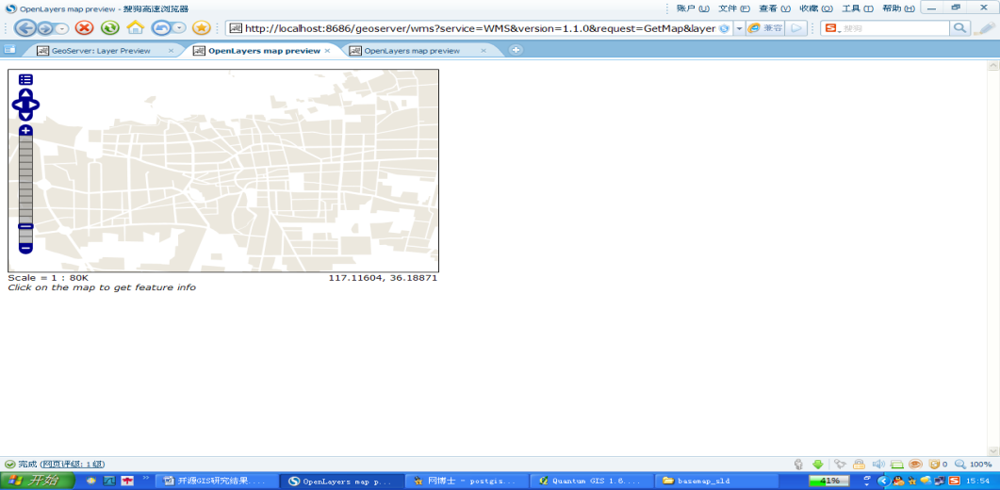 OpenLayers map preview - 搜狗高速浏览器
账户(U) 文件(F) 查看(V) 收藏(O) 工具(T) 帮助(H)
http://localhost:8686/geoserver/wms?service=WMS&version=1.1.0&request=GetMap&layer 兼容 搜狗
GeoServer: Layer Preview OpenLayers map preview OpenLayers map preview
Scale = 1 : 80K 117.11604, 36.18871
Click on the map to get feature info
完成 (网页评级: 1级) 0 100%
开始 开源GIS研究结果.... OpenLayers map p... 网博士 - postgis... Quantum GIS 1.6.... basemap_sld 41% 15:54